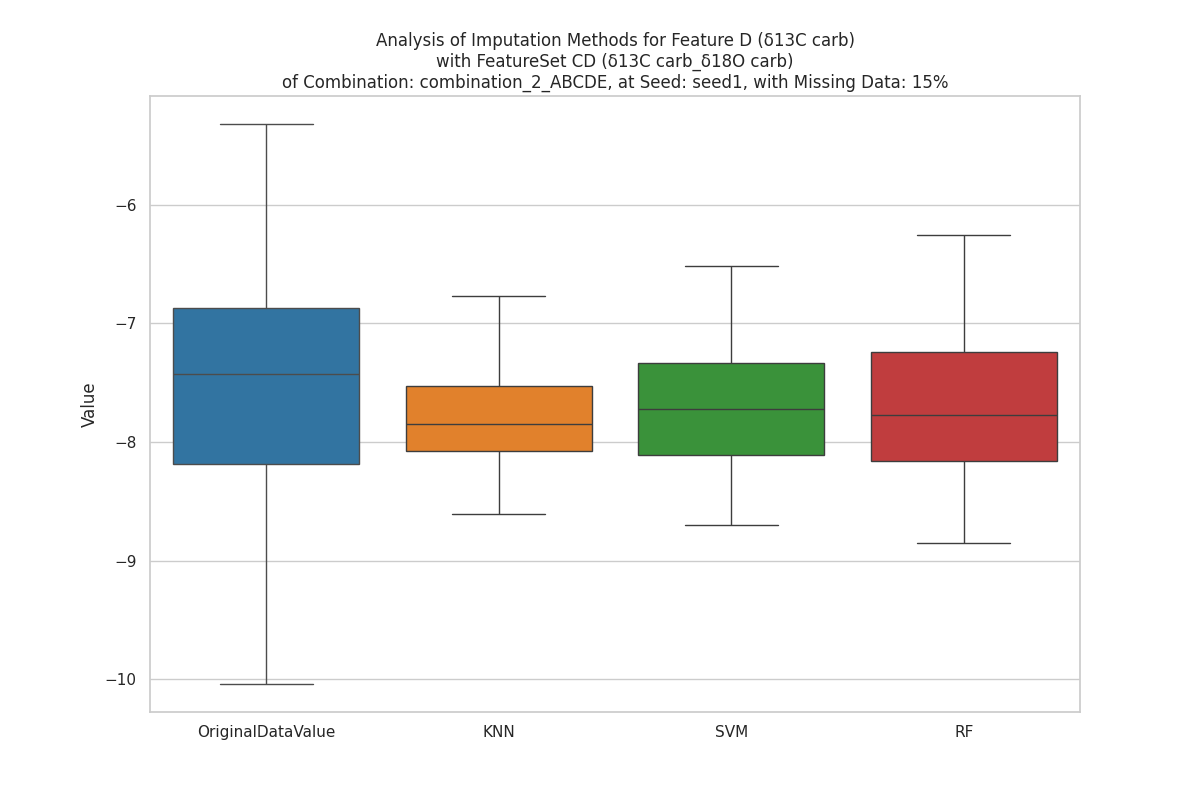 Analysis of Imputation Methods for Feature D (δ13C carb)
with FeatureSet CD (δ13C carb_δ18O carb)
of Combination: combination_2_ABCDE, at Seed: seed1, with Missing Data: 15%
Value
−6
−7
−8
−9
−10
OriginalDataValue
KNN
SVM
RF